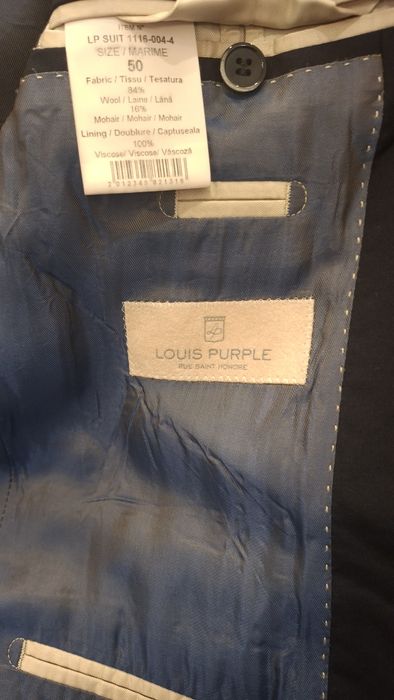 ITEM N°
LP SUIT 1116-004-4
SIZE / MARIME
50
Fabric / Tissu / Tesatura
84%
Wool / Laine / Lână
16%
Mohair / Mohair / Mohair
Lining / Doublure / Captuseala
100%
Viscose/ Viscose/ Vâscoză
LOUIS PURPLE
RUE SAINT HONORE